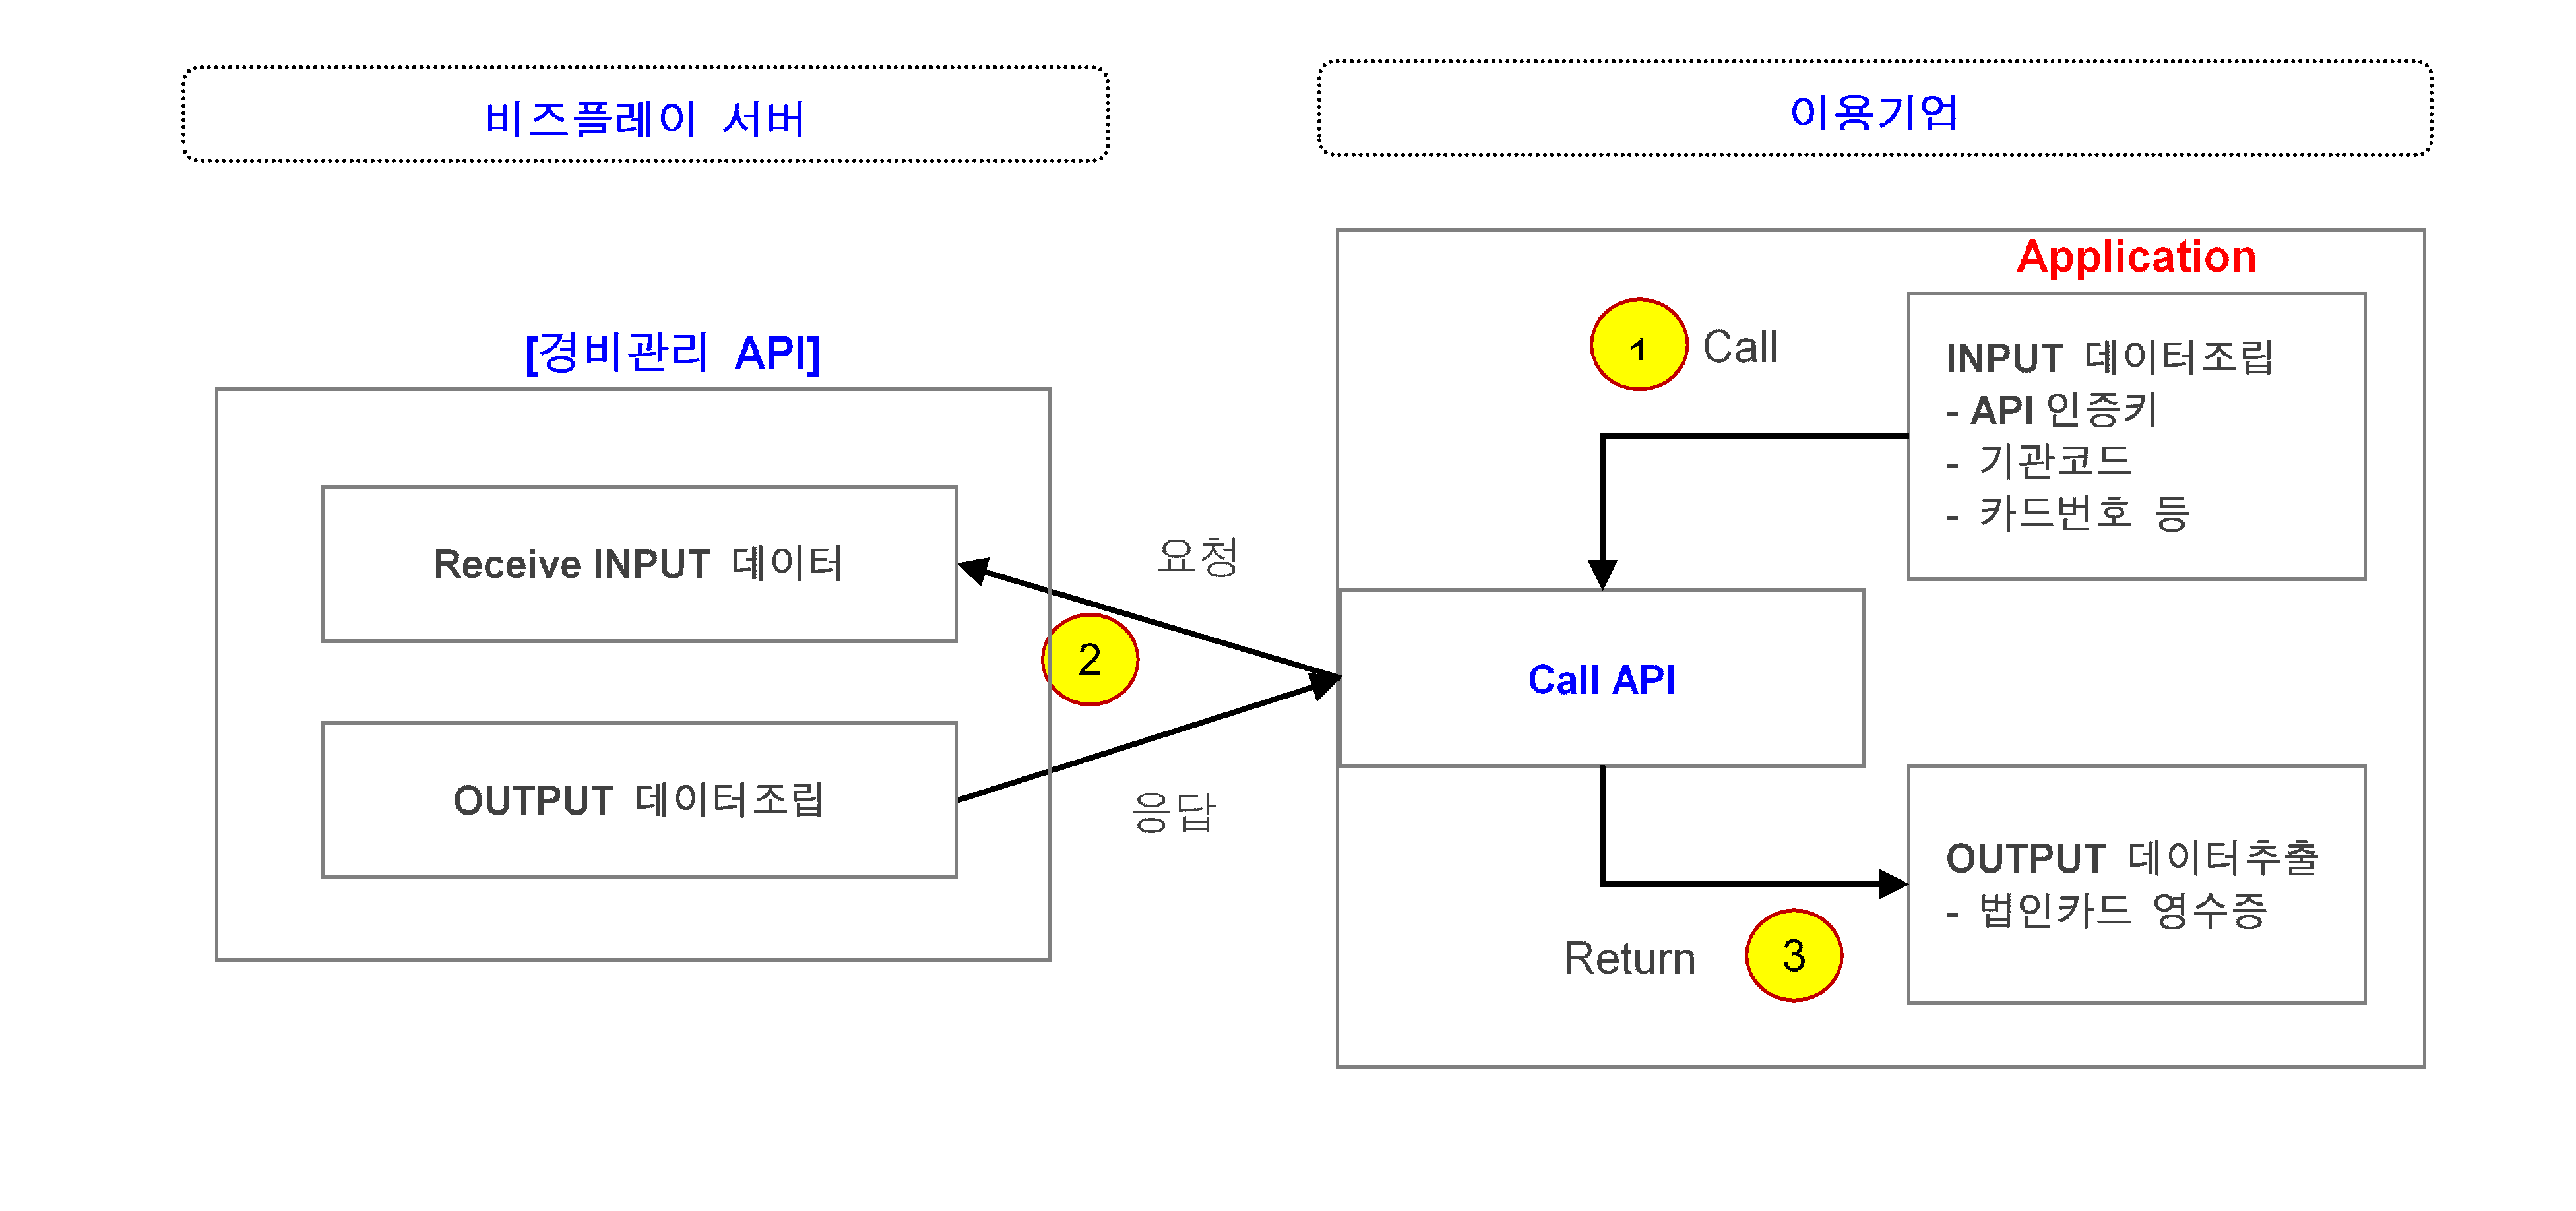 비즈플레이 서버
이용기업
[경비관리 API]
Receive INPUT 데이터
OUTPUT 데이터조립
요청
2
응답
Application
1 Call
INPUT 데이터조립
- API 인증키
- 기관코드
- 카드번호 등
Call API
OUTPUT 데이터추출
- 법인카드 영수증
Return 3